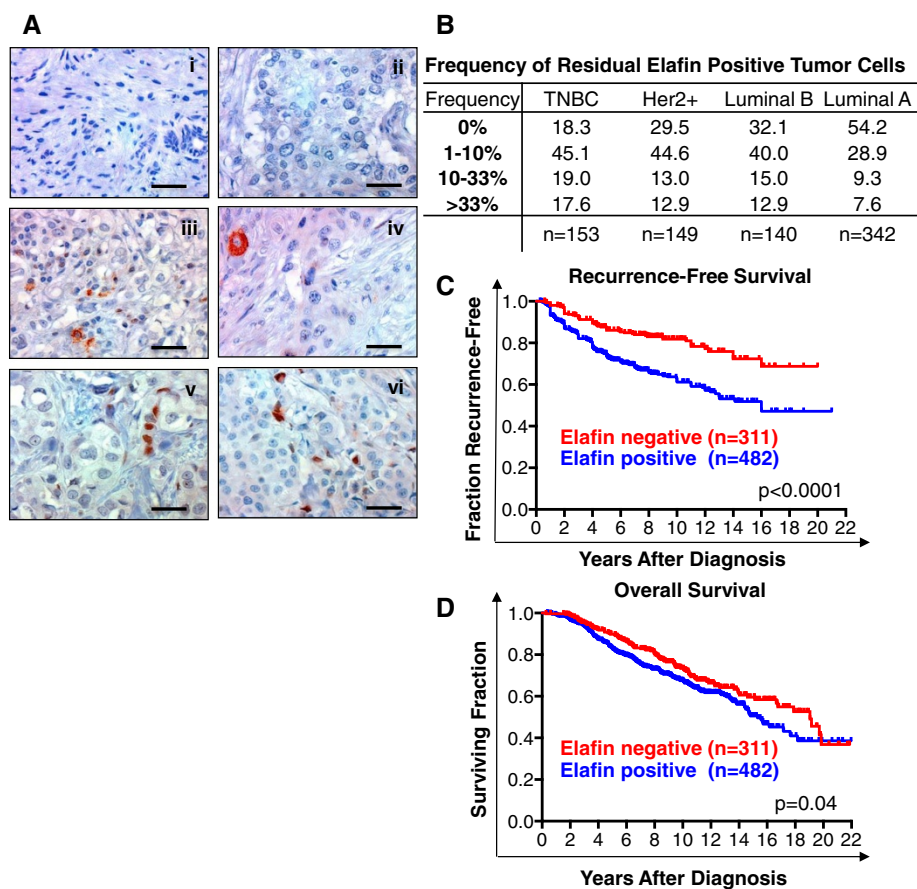 A
i
ii
iii
iv
v
vi
B
Frequency of Residual Elafin Positive Tumor Cells
Frequency TNBC Her2+ Luminal B Luminal A
0% 18.3 29.5 32.1 54.2
1-10% 45.1 44.6 40.0 28.9
10-33% 19.0 13.0 15.0 9.3
>33% 17.6 12.9 12.9 7.6
n=153 n=149 n=140 n=342
C
Recurrence-Free Survival
Fraction Recurrence-Free
1.0
0.8
0.6
0.4
0.2
0.0
Elafin negative (n=311)
Elafin positive (n=482)
p<0.0001
0 2 4 6 8 10 12 14 16 18 20 22
Years After Diagnosis
D
Overall Survival
Surviving Fraction
1.0
0.8
0.6
0.4
0.2
0.0
Elafin negative (n=311)
Elafin positive (n=482)
p=0.04
0 2 4 6 8 10 12 14 16 18 20 22
Years After Diagnosis